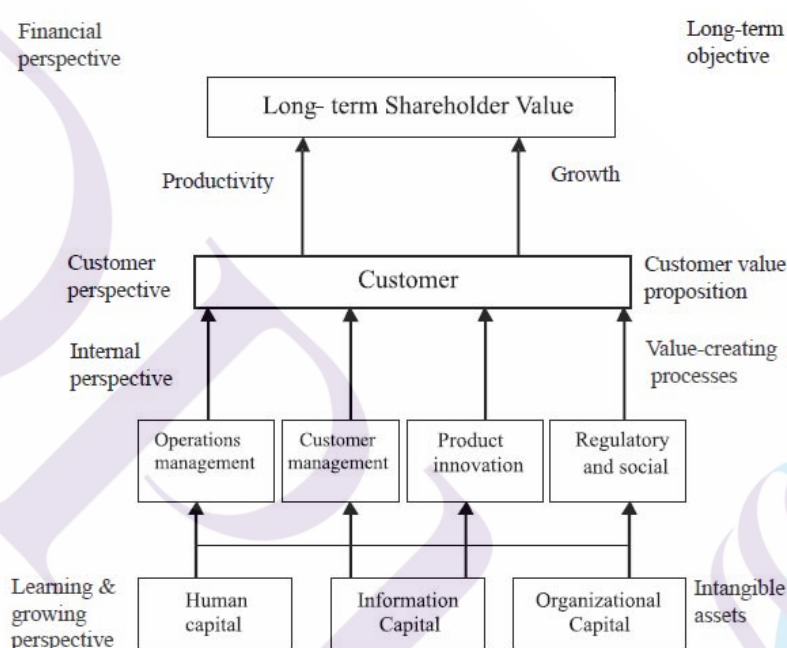 Financial
perspective
Long-term
objective
Long- term Shareholder Value
Productivity
Growth
Customer
perspective
Customer
Customer value
proposition
Internal
perspective
Value-creating
processes
Operations
management
Customer
management
Product
innovation
Regulatory
and social
Learning &
growing
perspective
Human
capital
Information
Capital
Organizational
Capital
Intangible
assets